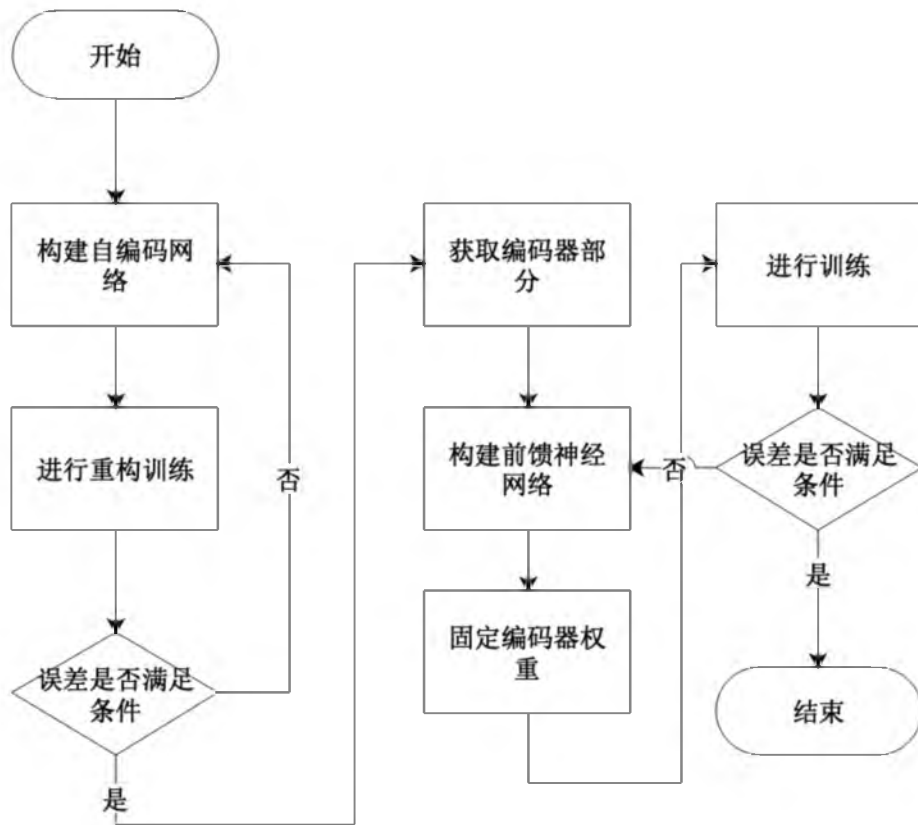 开始
构建自编码网
络
进行重构训练
否
误差是否满足
条件
是
获取编码器部
分
构建前馈神经
网络
固定编码器权
重
进行训练
误差是否满足
条件
否
是
结束